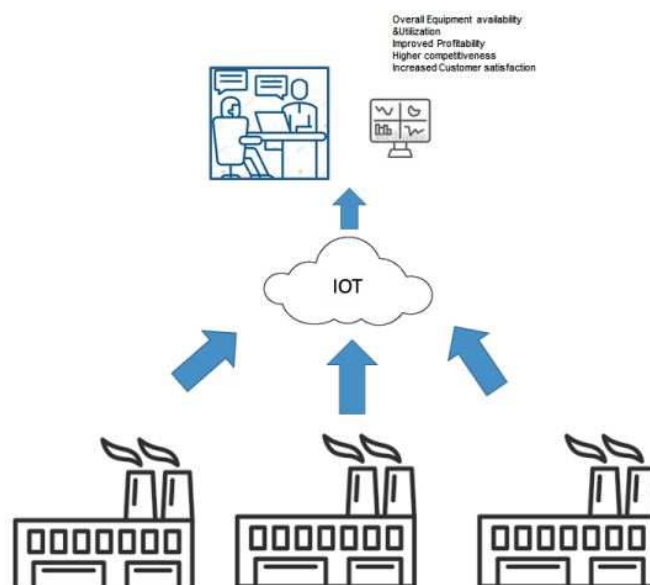 Overall Equipment availability
&Utilization
Improved Profitability
Higher competitiveness
Increased Customer satisfaction
IOT